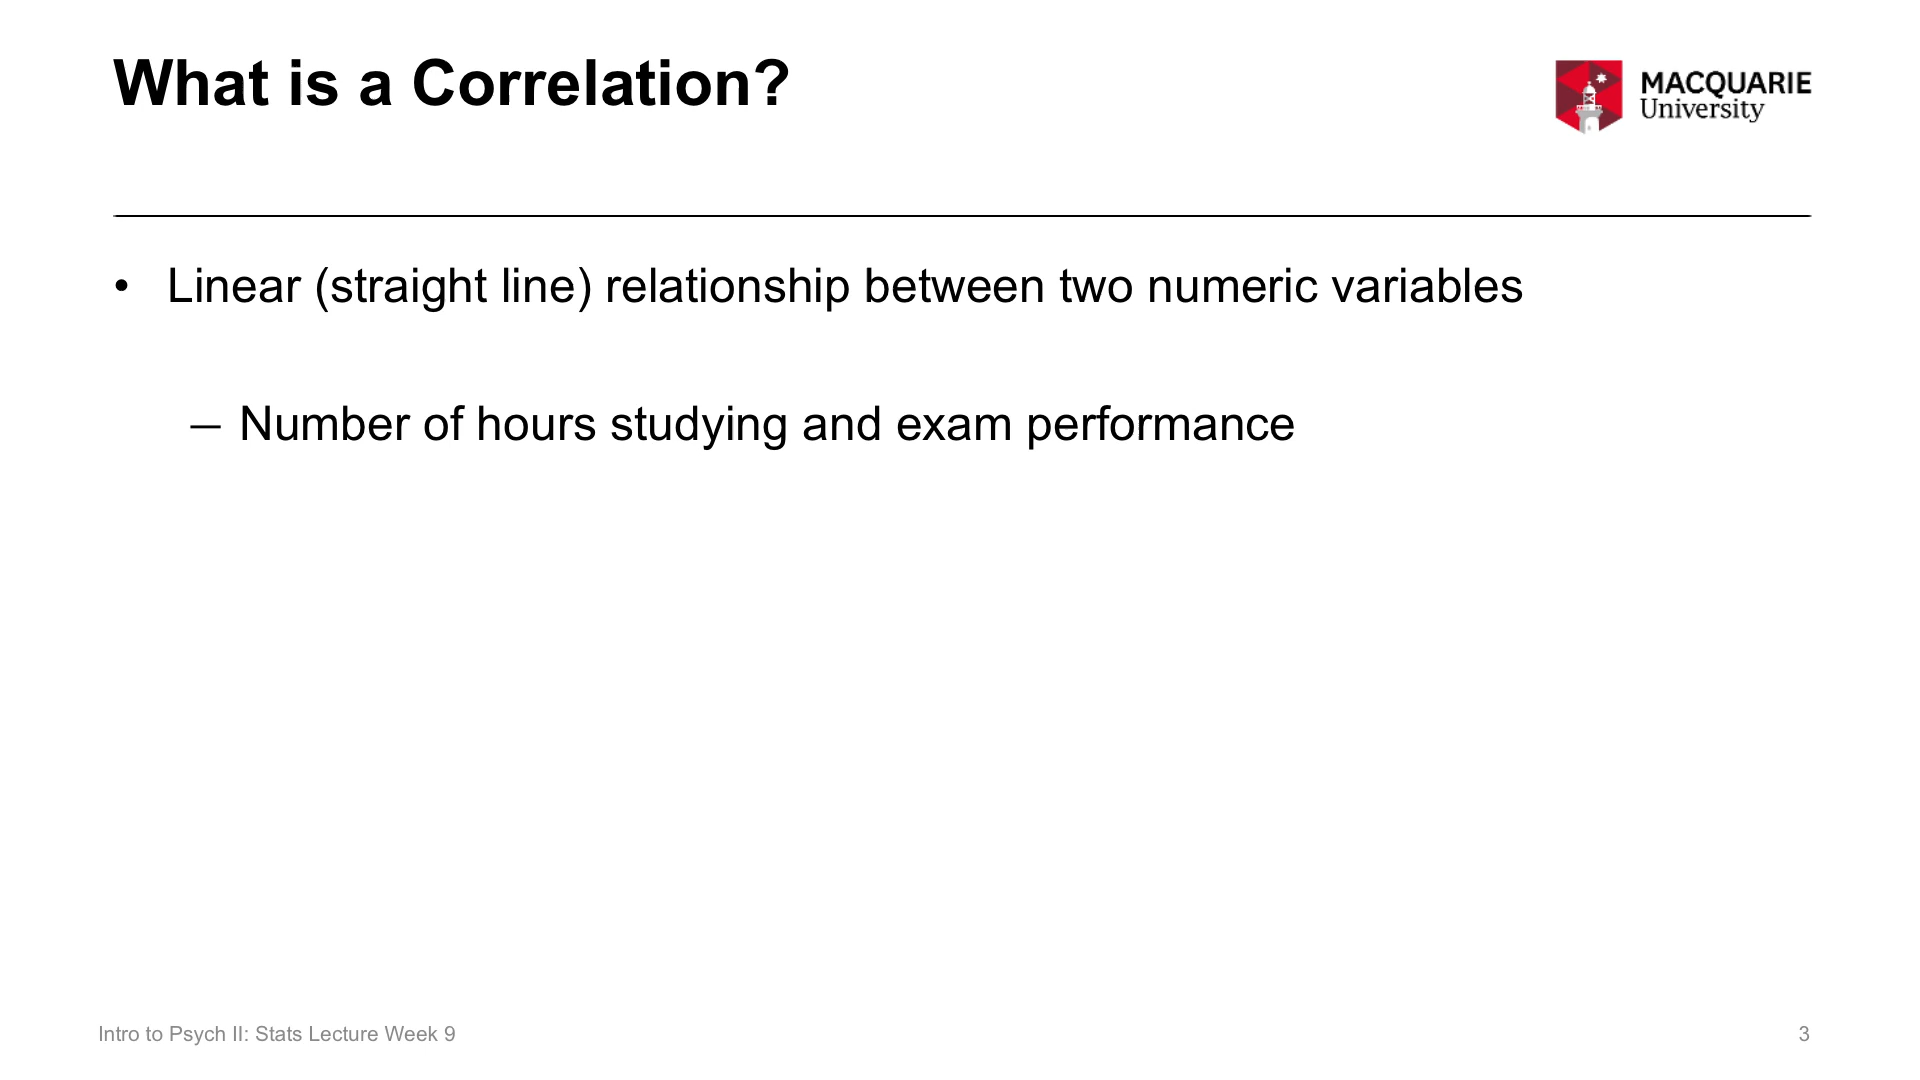 What is a Correlation?
MACQUARIE
University
• Linear (straight line) relationship between two numeric variables
– Number of hours studying and exam performance
Intro to Psych II: Stats Lecture Week 9
3